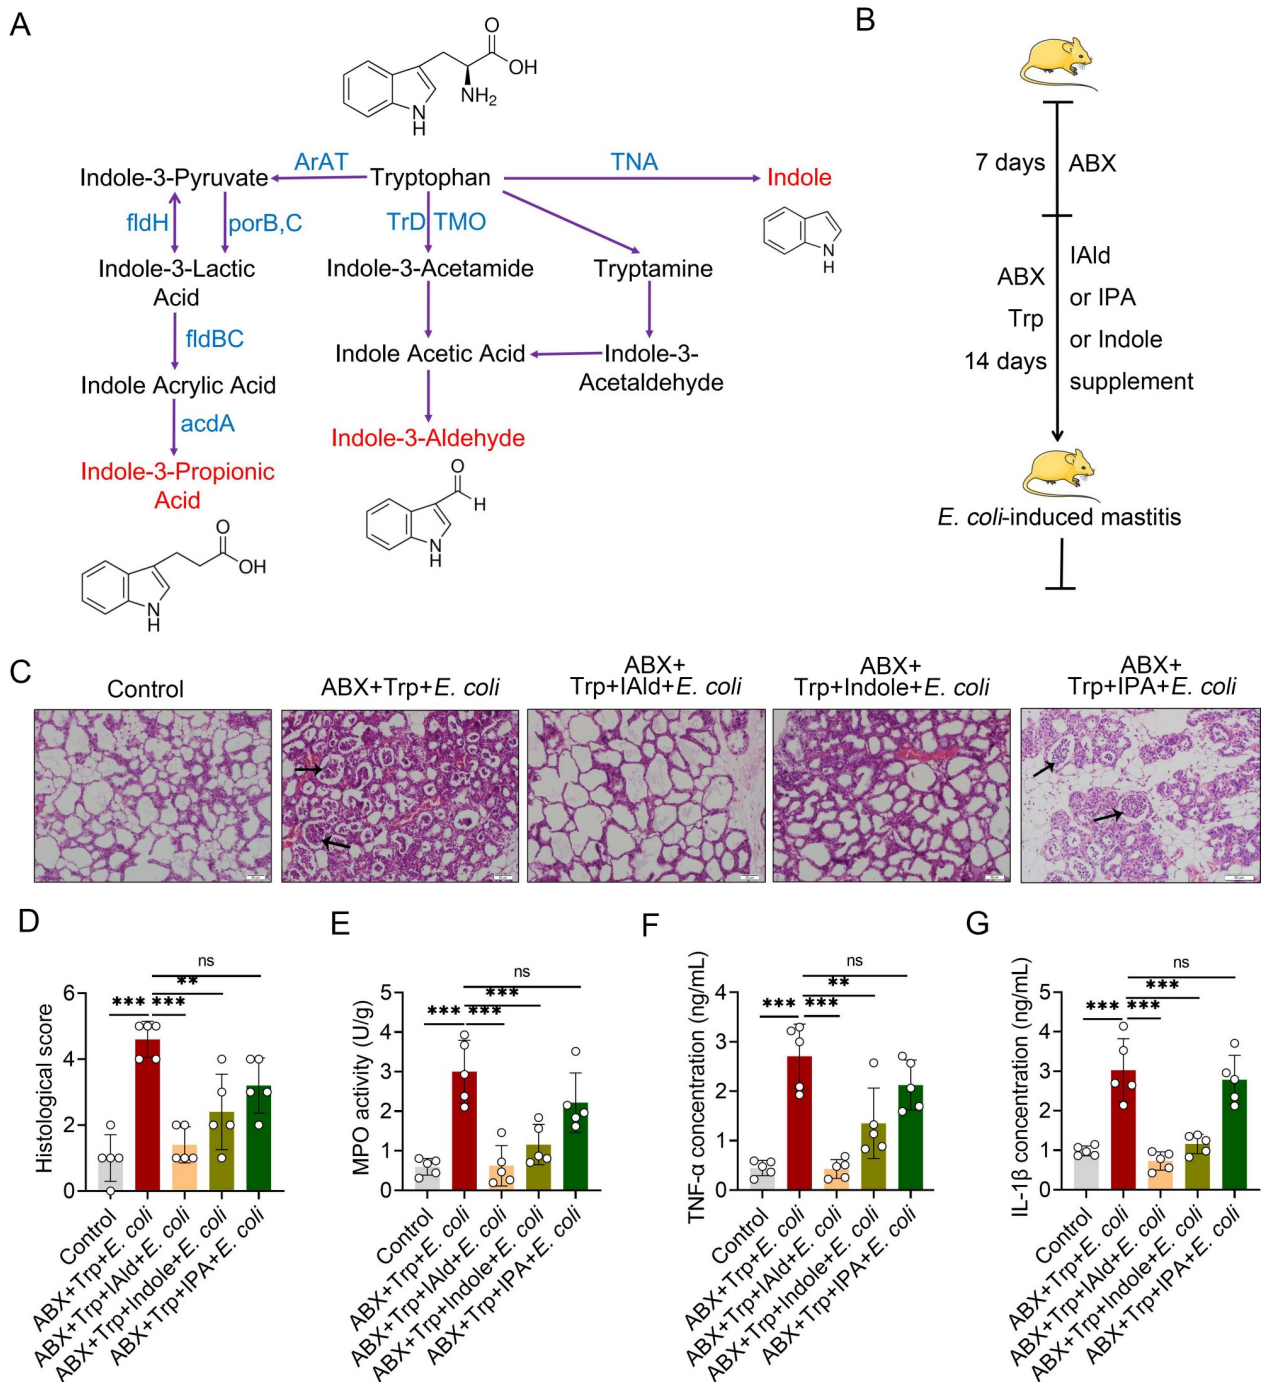 A
O
OH
NH₂
N
H
ArAT
TNA
Indole-3-Pyruvate
Tryptophan
Indole
fldH
porB,C
TrD
TMO
N
H
Indole-3-Lactic
Acid
Indole-3-Acetamide
Tryptamine
fldBC
Indole Acetic Acid
Indole-3-
Acetaldehyde
Indole Acrylic Acid
acdA
Indole-3-Aldehyde
Indole-3-Propionic
Acid
O
H
N
H
O
OH
N
H
B
7 days
ABX
ABX
Trp
14 days
IAld
or IPA
or Indole
supplement
E. coli-induced mastitis
C
Control
ABX+Trp+E. coli
ABX+
Trp+IAld+E. coli
ABX+
Trp+Indole+E. coli
ABX+
Trp+IPA+E. coli
D
ns
**
*** ***
Histological score
6
4
2
0
Control
ABX+Trp+E. coli
ABX+Trp+IAld+E. coli
ABX+Trp+Indole+E. coli
ABX+Trp+IPA+E. coli
E
ns
***
*** ***
MPO activity (U/g)
5
4
3
2
1
0
Control
ABX+Trp+E. coli
ABX+Trp+IAld+E. coli
ABX+Trp+Indole+E. coli
ABX+Trp+IPA+E. coli
F
ns
**
*** ***
TNF-α concentration (ng/mL)
4
3
2
1
0
Control
ABX+Trp+E. coli
ABX+Trp+IAld+E. coli
ABX+Trp+Indole+E. coli
ABX+Trp+IPA+E. coli
G
ns
***
*** ***
IL-1β concentration (ng/mL)
5
4
3
2
1
0
Control
ABX+Trp+E. coli
ABX+Trp+IAld+E. coli
ABX+Trp+Indole+E. coli
ABX+Trp+IPA+E. coli